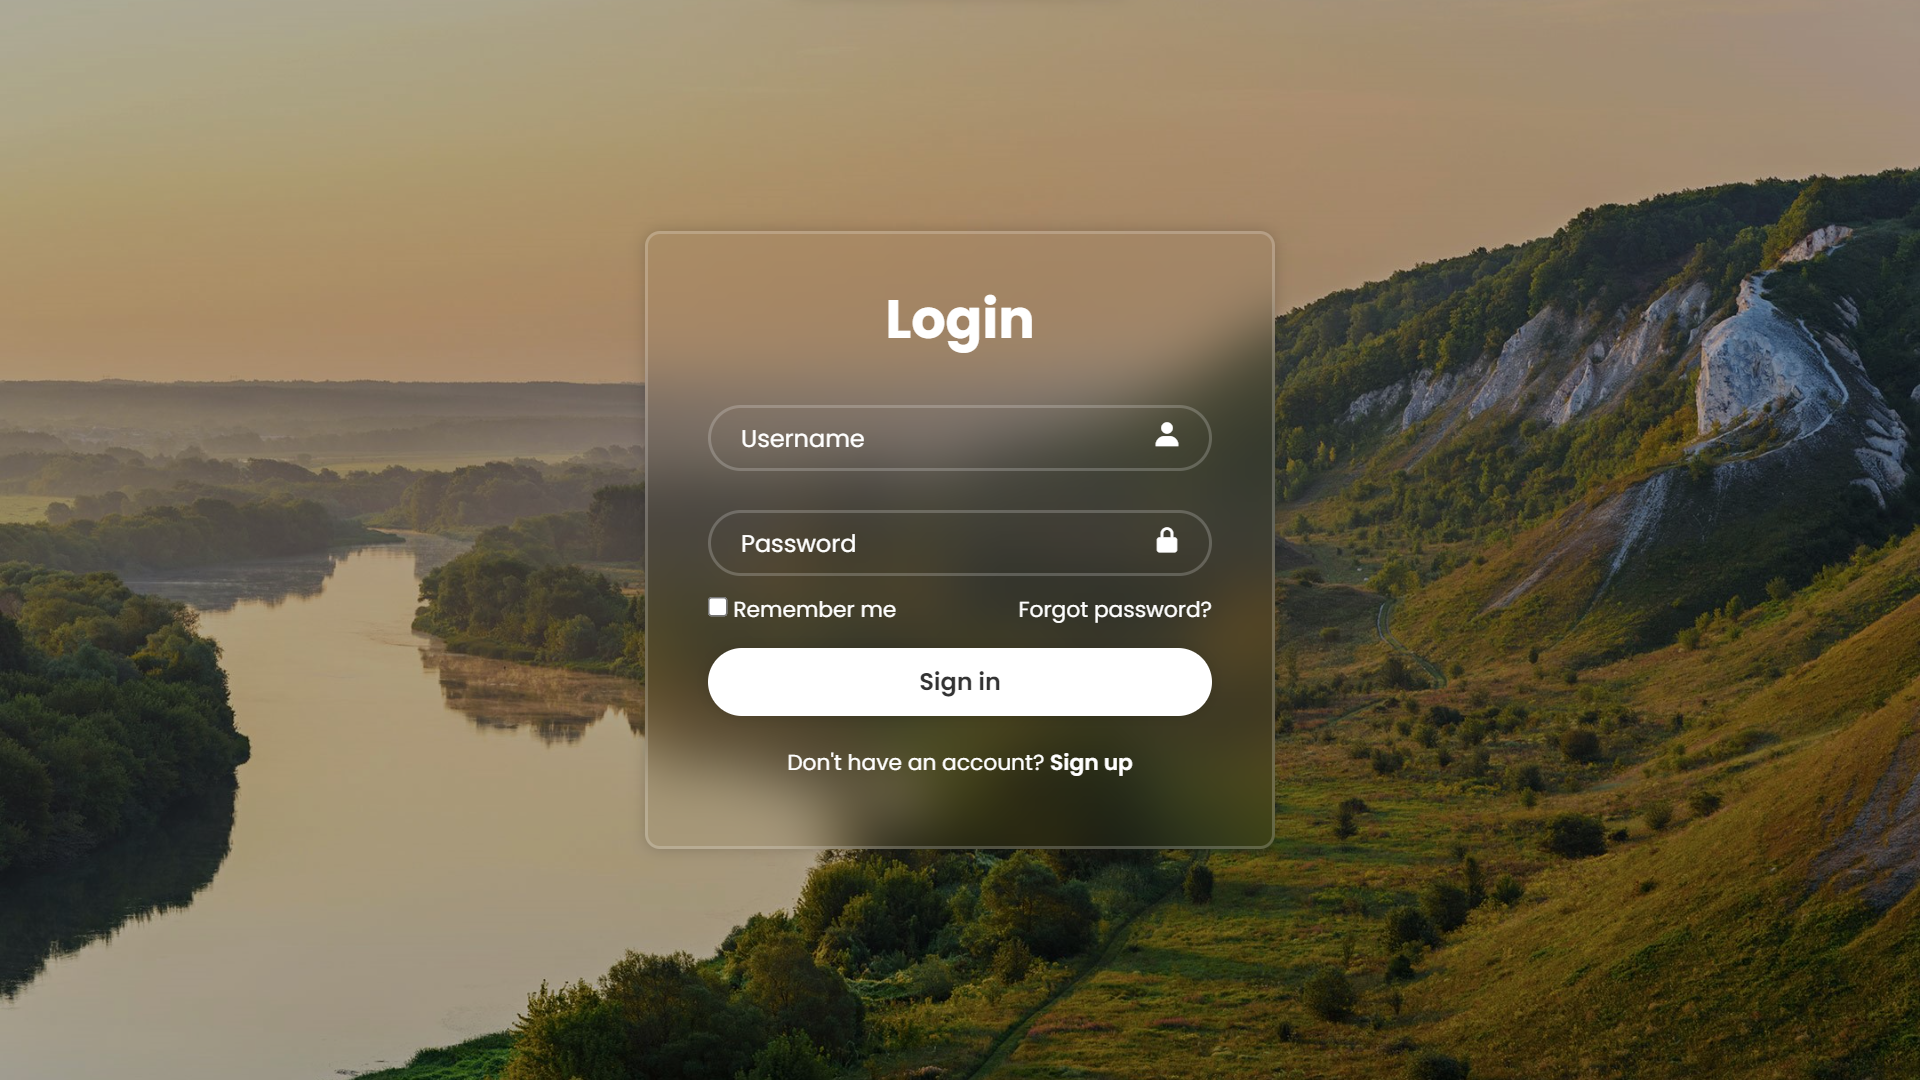 Login
Username
Password
Remember me Forgot password?
Sign in
Don't have an account? Sign up